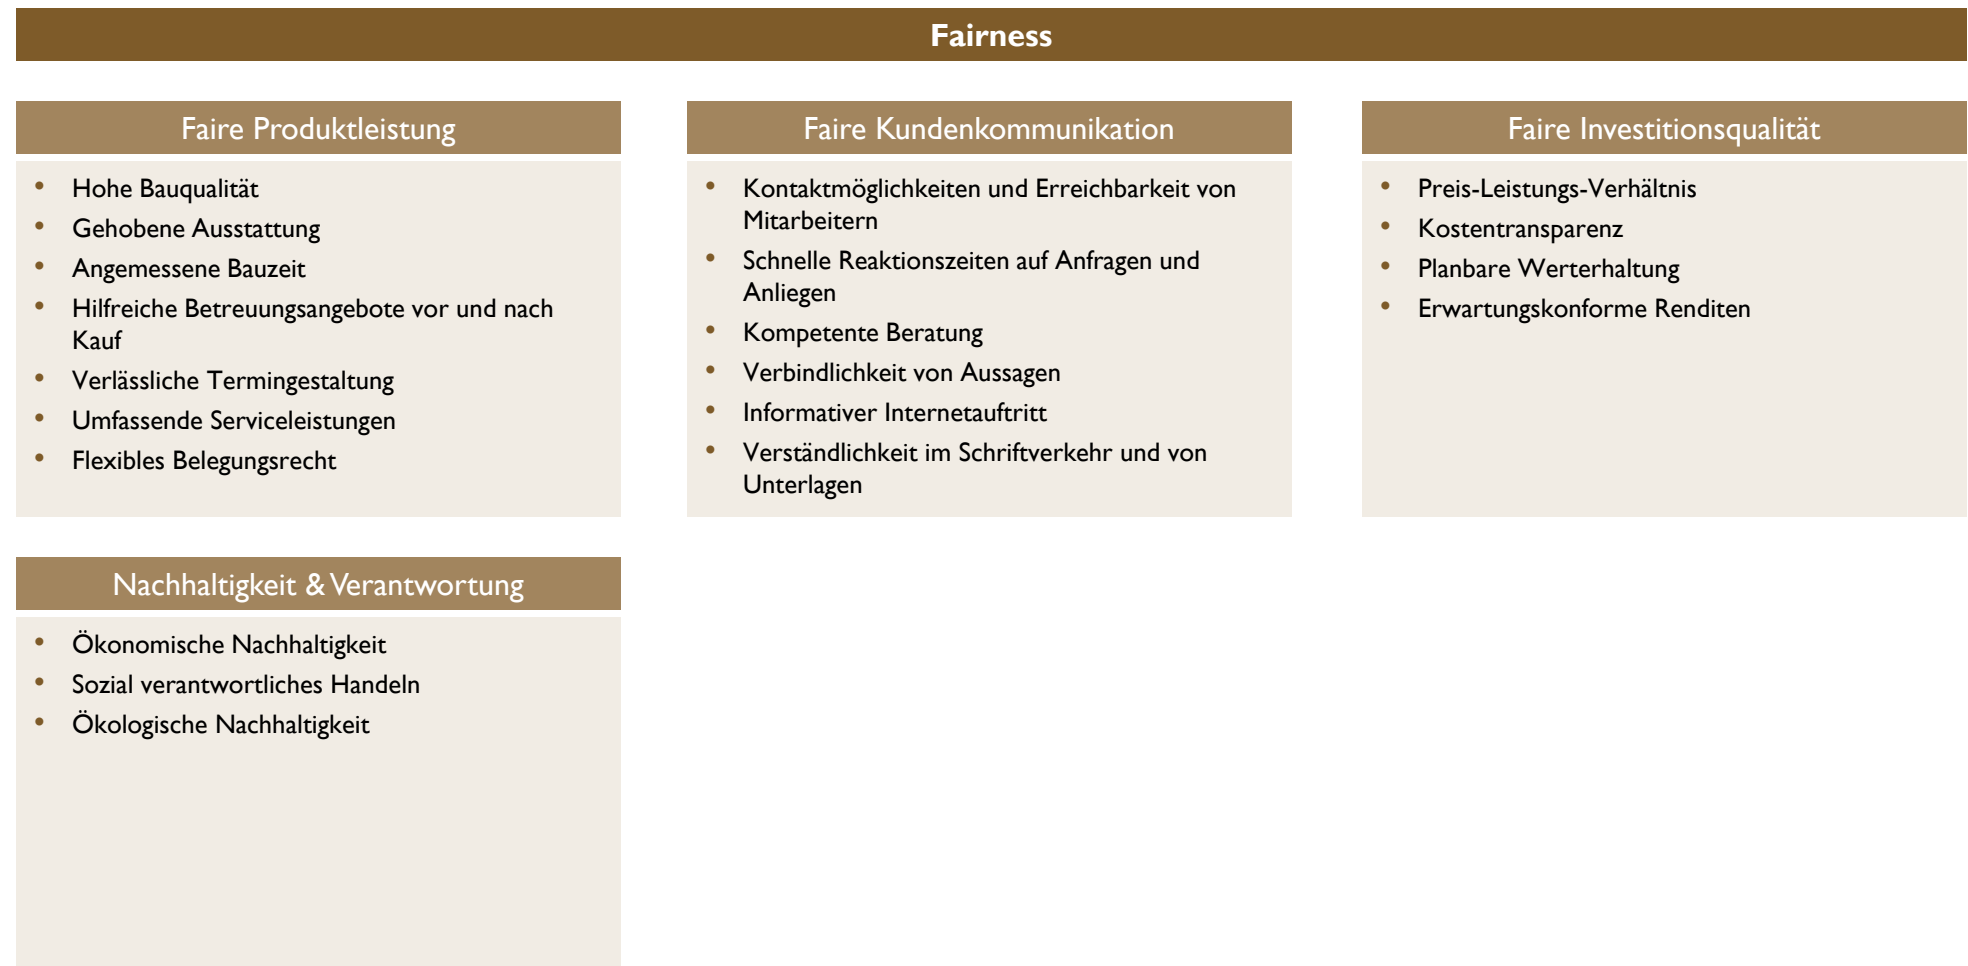 Fairness
Faire Produktleistung
• Hohe Bauqualität
• Gehobene Ausstattung
• Angemessene Bauzeit
• Hilfreiche Betreuungsangebote vor und nach
Kauf
• Verlässliche Termingestaltung
• Umfassende Serviceleistungen
• Flexibles Belegungsrecht
Faire Kundenkommunikation
• Kontaktmöglichkeiten und Erreichbarkeit von
Mitarbeitern
• Schnelle Reaktionszeiten auf Anfragen und
Anliegen
• Kompetente Beratung
• Verbindlichkeit von Aussagen
• Informativer Internetauftritt
• Verständlichkeit im Schriftverkehr und von
Unterlagen
Faire Investitionsqualität
• Preis-Leistungs-Verhältnis
• Kostentransparenz
• Planbare Werterhaltung
• Erwartungskonforme Renditen
Nachhaltigkeit & Verantwortung
• Ökonomische Nachhaltigkeit
• Sozial verantwortliches Handeln
• Ökologische Nachhaltigkeit